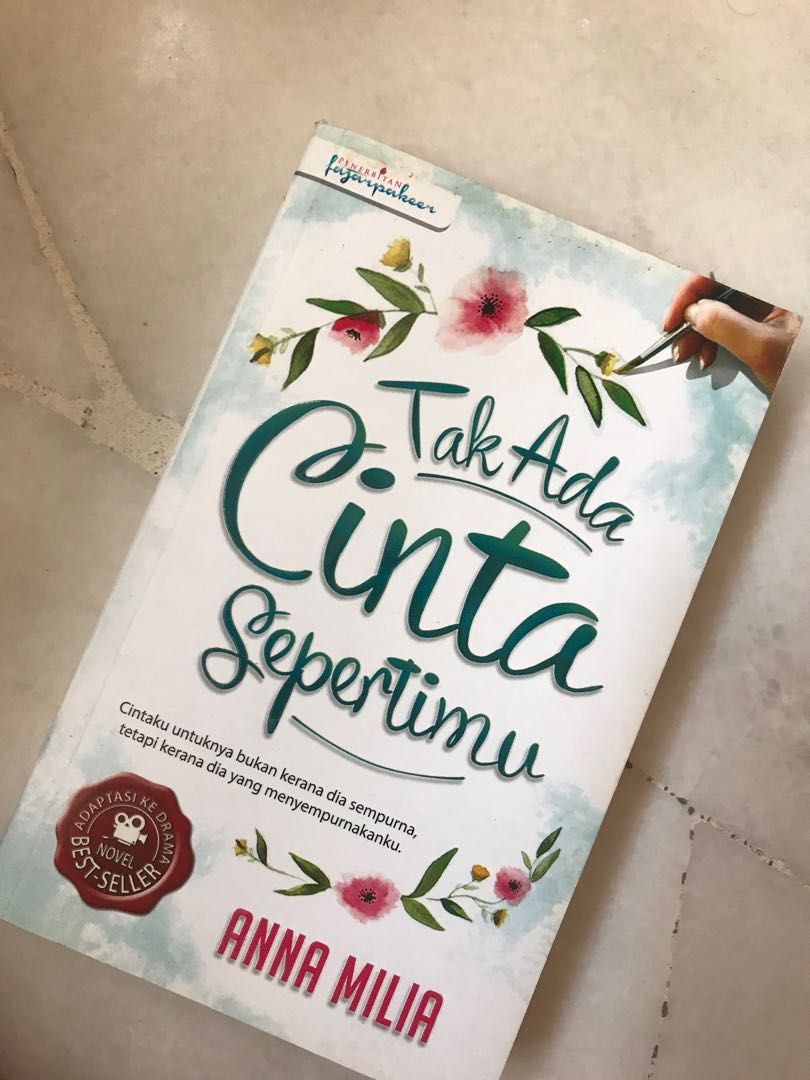 PENERBITAN
fajarpakeer
Tak Ada
Cinta
Sepertimu
Cintaku untuknya bukan kerana dia sempurna,
tetapi kerana dia yang menyempurnakanku.
ADAPTASI KE DRAMA
NOVEL
BEST-SELLER
ANNA MILIA